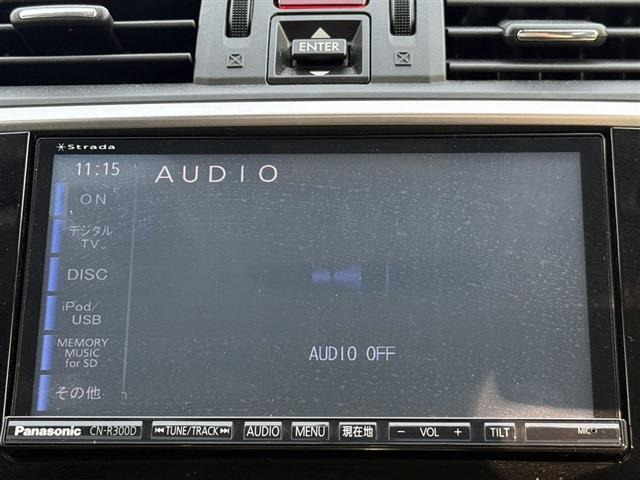 ENTER
Strada
11:15
AUDIO
ON
デジタル
TV
DISC
iPod/
USB
MEMORY
MUSIC
for SD
AUDIO OFF
その他
Panasonic CN-R300D TUNE/TRACK AUDIO MENU 現在地 − VOL + TILT MIC